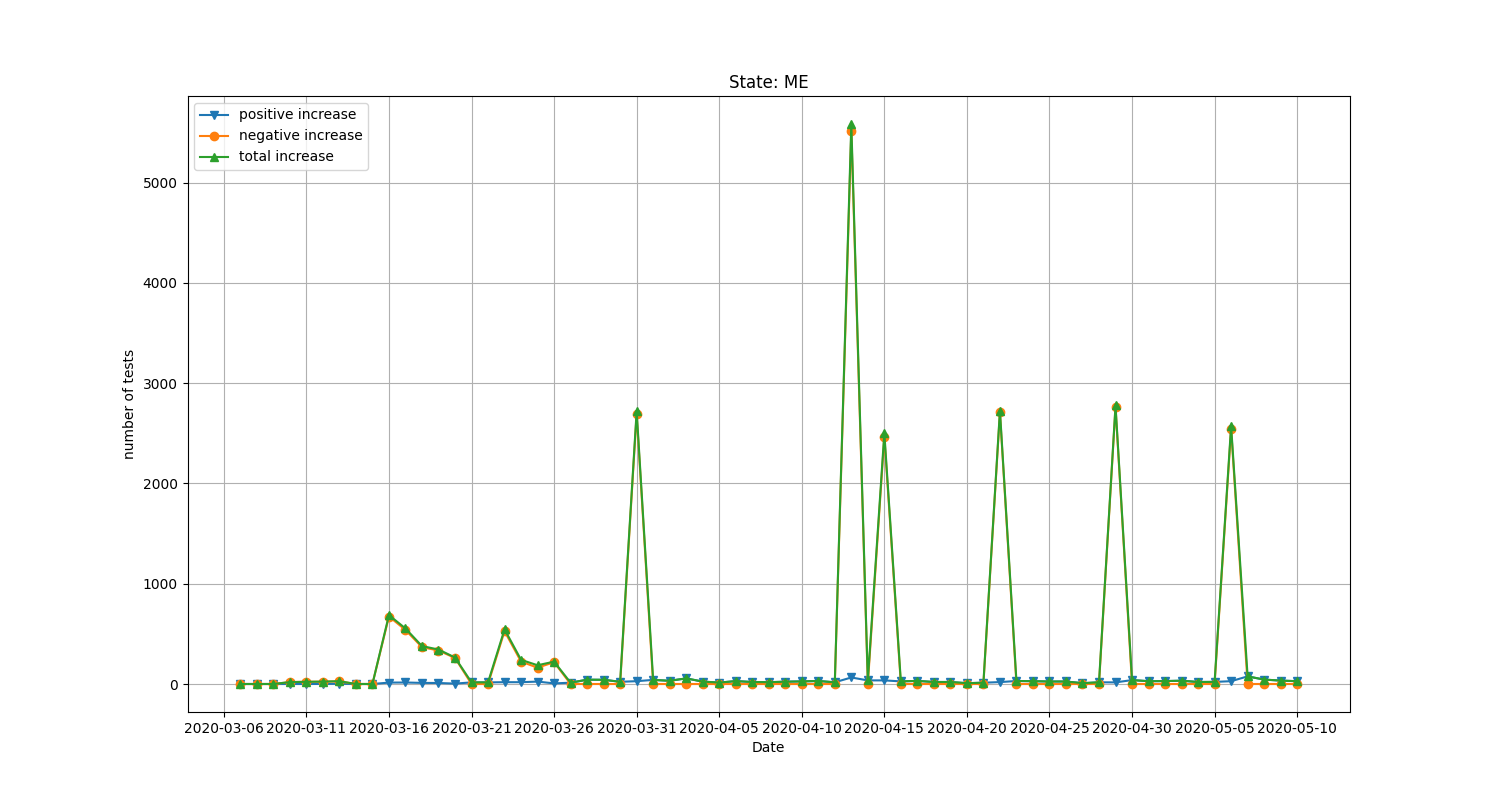 State: ME
positive increase
negative increase
total increase
5000
4000
3000
2000
1000
0
number of tests
2020-03-06 2020-03-11 2020-03-16 2020-03-21 2020-03-26 2020-03-31 2020-04-05 2020-04-10 2020-04-15 2020-04-20 2020-04-25 2020-04-30 2020-05-05 2020-05-10
Date